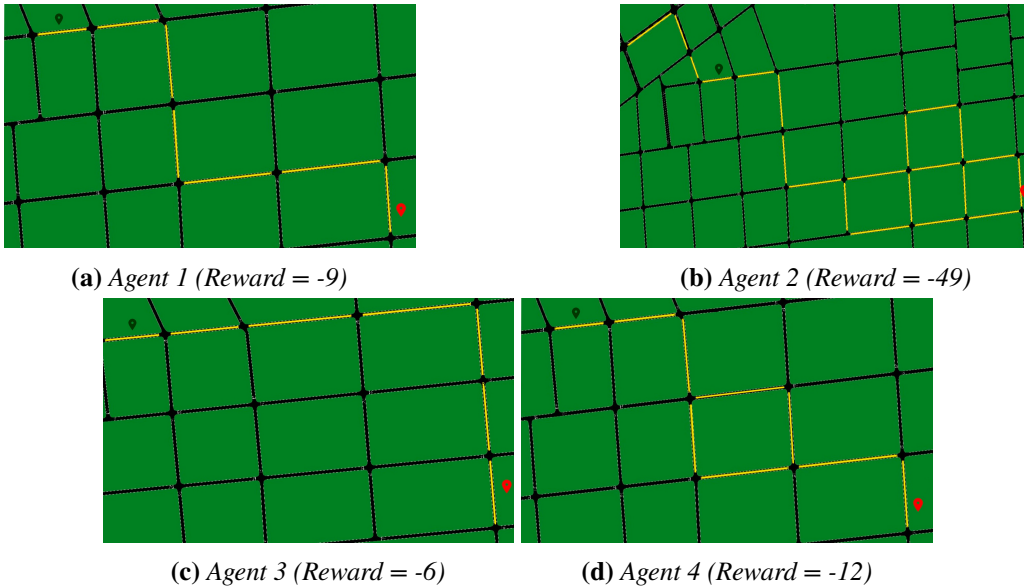 (a) Agent 1 (Reward = -9)
(b) Agent 2 (Reward = -49)
(c) Agent 3 (Reward = -6)
(d) Agent 4 (Reward = -12)